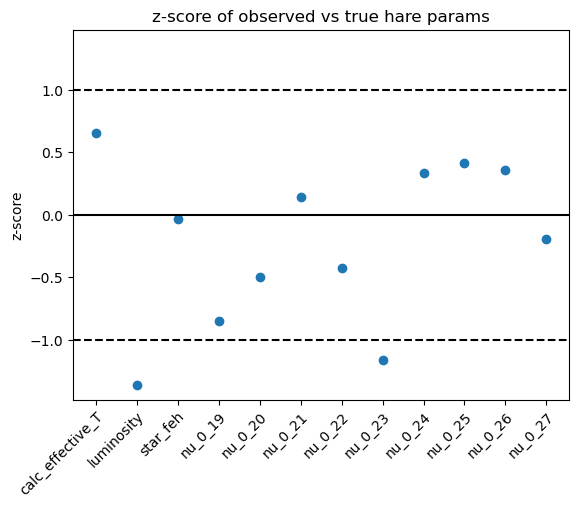 z-score of observed vs true hare params
z-score
1.0
0.5
0.0
−0.5
−1.0
calc_effective_T
luminosity
star_feh
nu_0_19
nu_0_20
nu_0_21
nu_0_22
nu_0_23
nu_0_24
nu_0_25
nu_0_26
nu_0_27